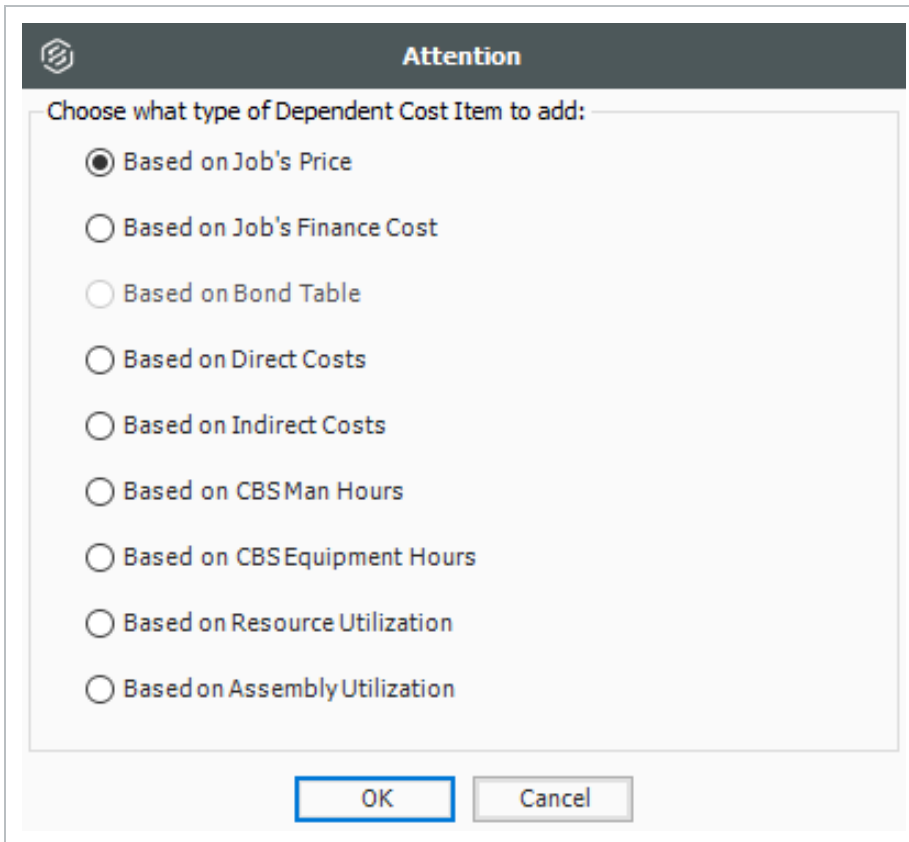 Attention
Choose what type of Dependent Cost Item to add:
Based on Job's Price
Based on Job's Finance Cost
Based on Bond Table
Based on Direct Costs
Based on Indirect Costs
Based on CBS Man Hours
Based on CBS Equipment Hours
Based on Resource Utilization
Based on Assembly Utilization
OK Cancel